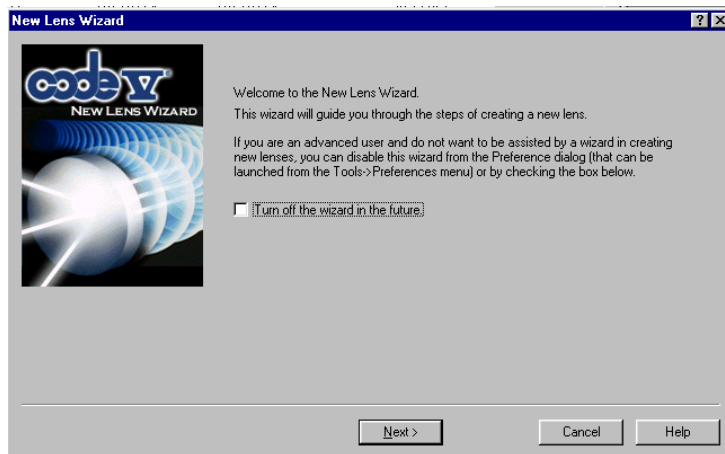 New Lens Wizard
code V
NEW LENS WIZARD
Welcome to the New Lens Wizard.
This wizard will guide you through the steps of creating a new lens.
If you are an advanced user and do not want to be assisted by a wizard in creating
new lenses, you can disable this wizard from the Preference dialog (that can be
launched from the Tools->Preferences menu) or by checking the box below.
Turn off the wizard in the future.
Next >
Cancel
Help